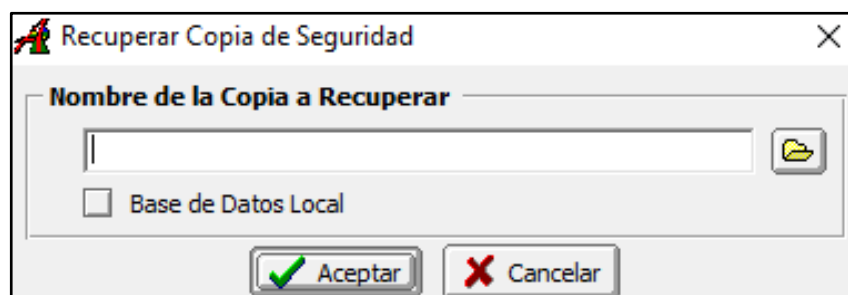 Recuperar Copia de Seguridad
Nombre de la Copia a Recuperar
Base de Datos Local
Aceptar Cancelar